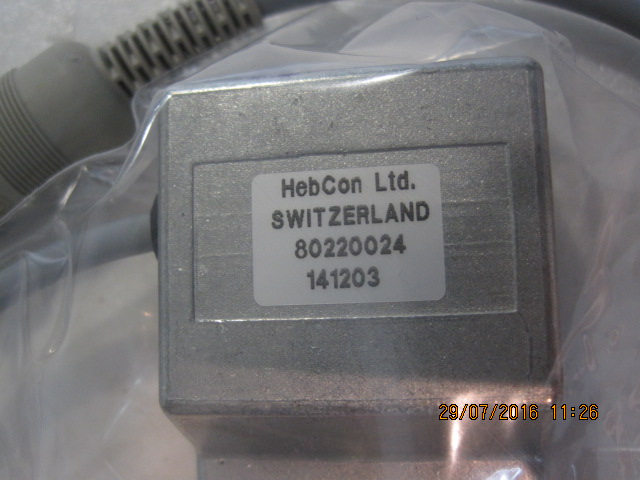 HebCon Ltd.
SWITZERLAND
80220024
141203
29/07/2016 11:26